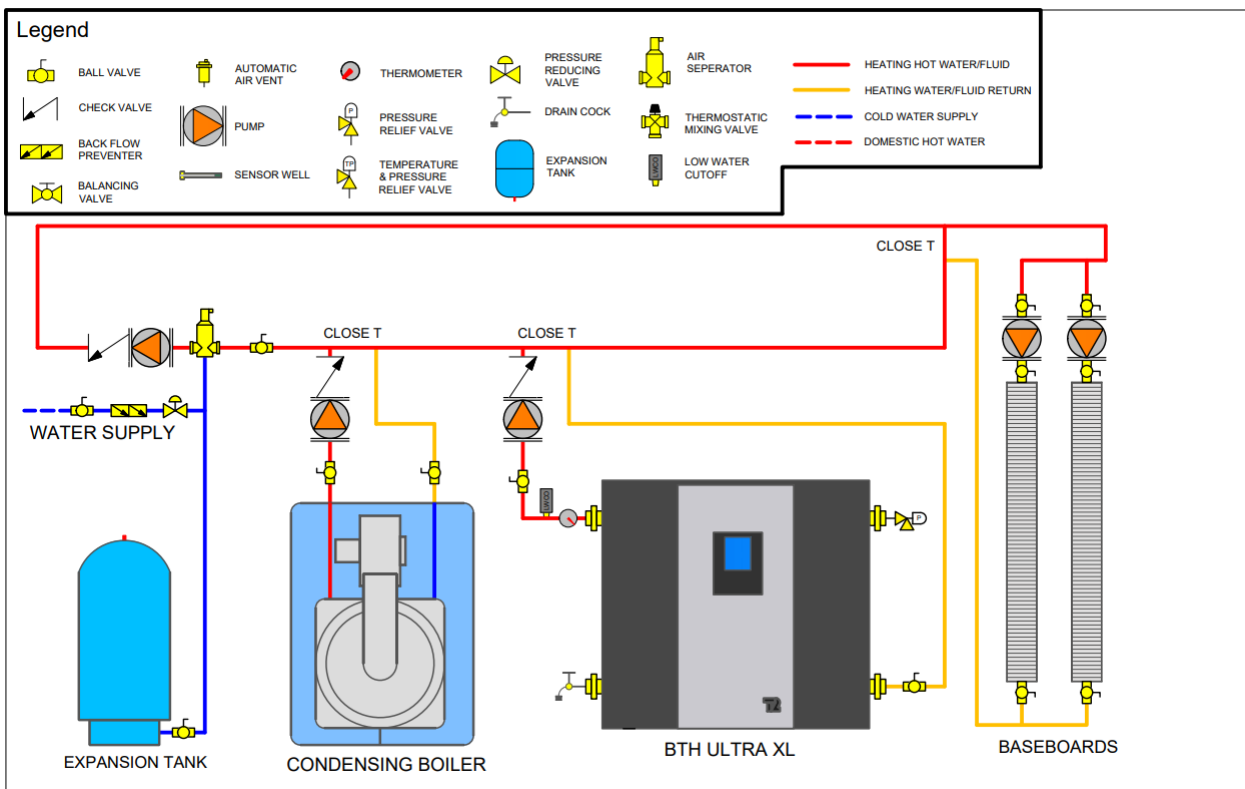 Legend
BALL VALVE
AUTOMATIC
AIR VENT
THERMOMETER
PRESSURE
REDUCING
VALVE
AIR
SEPERATOR
HEATING HOT WATER/FLUID
CHECK VALVE
PUMP
P
PRESSURE
RELIEF VALVE
DRAIN COCK
THERMOSTATIC
MIXING VALVE
HEATING WATER/FLUID RETURN
COLD WATER SUPPLY
BACK FLOW
PREVENTER
DOMESTIC HOT WATER
BALANCING
VALVE
SENSOR WELL
TP
TEMPERATURE
& PRESSURE
RELIEF VALVE
EXPANSION
TANK
LWCO
LOW WATER
CUTOFF
CLOSE T
CLOSE T
CLOSE T
WATER SUPPLY
LWCO
P
EXPANSION TANK
CONDENSING BOILER
BTH ULTRA XL
BASEBOARDS